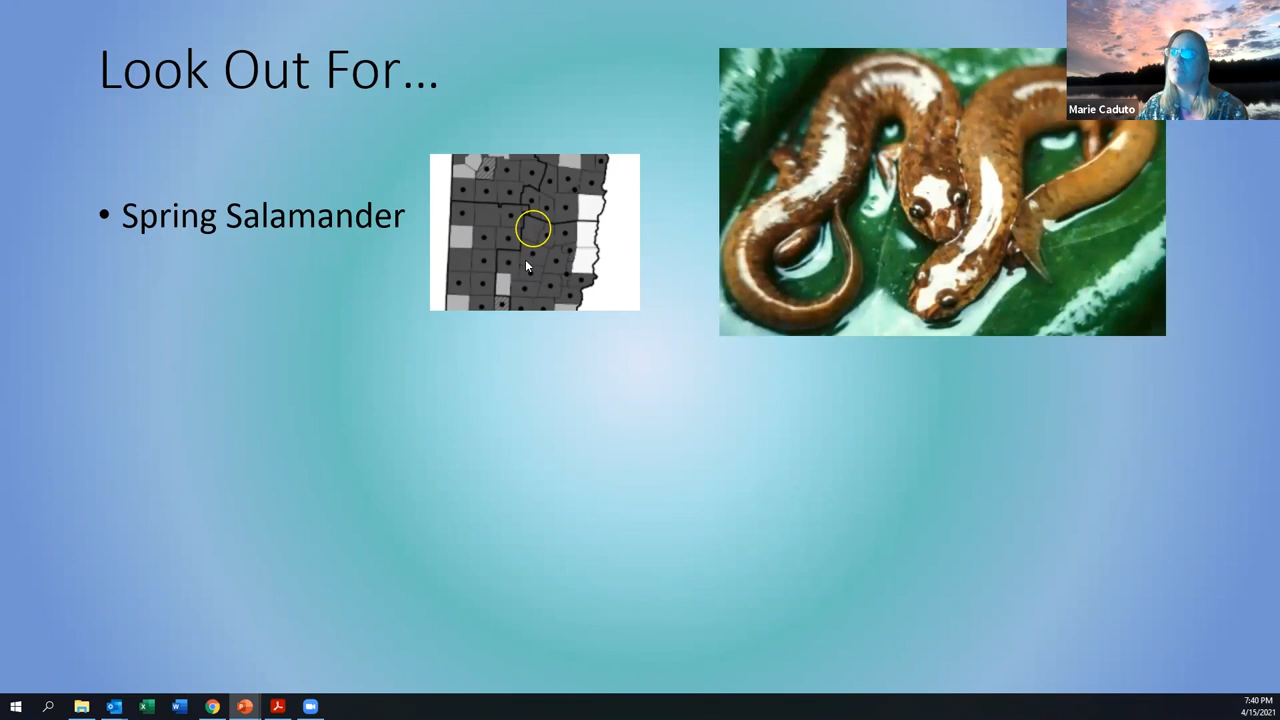 Look Out For...
Marie Caduto
• Spring Salamander
7:40 PM
4/15/2021